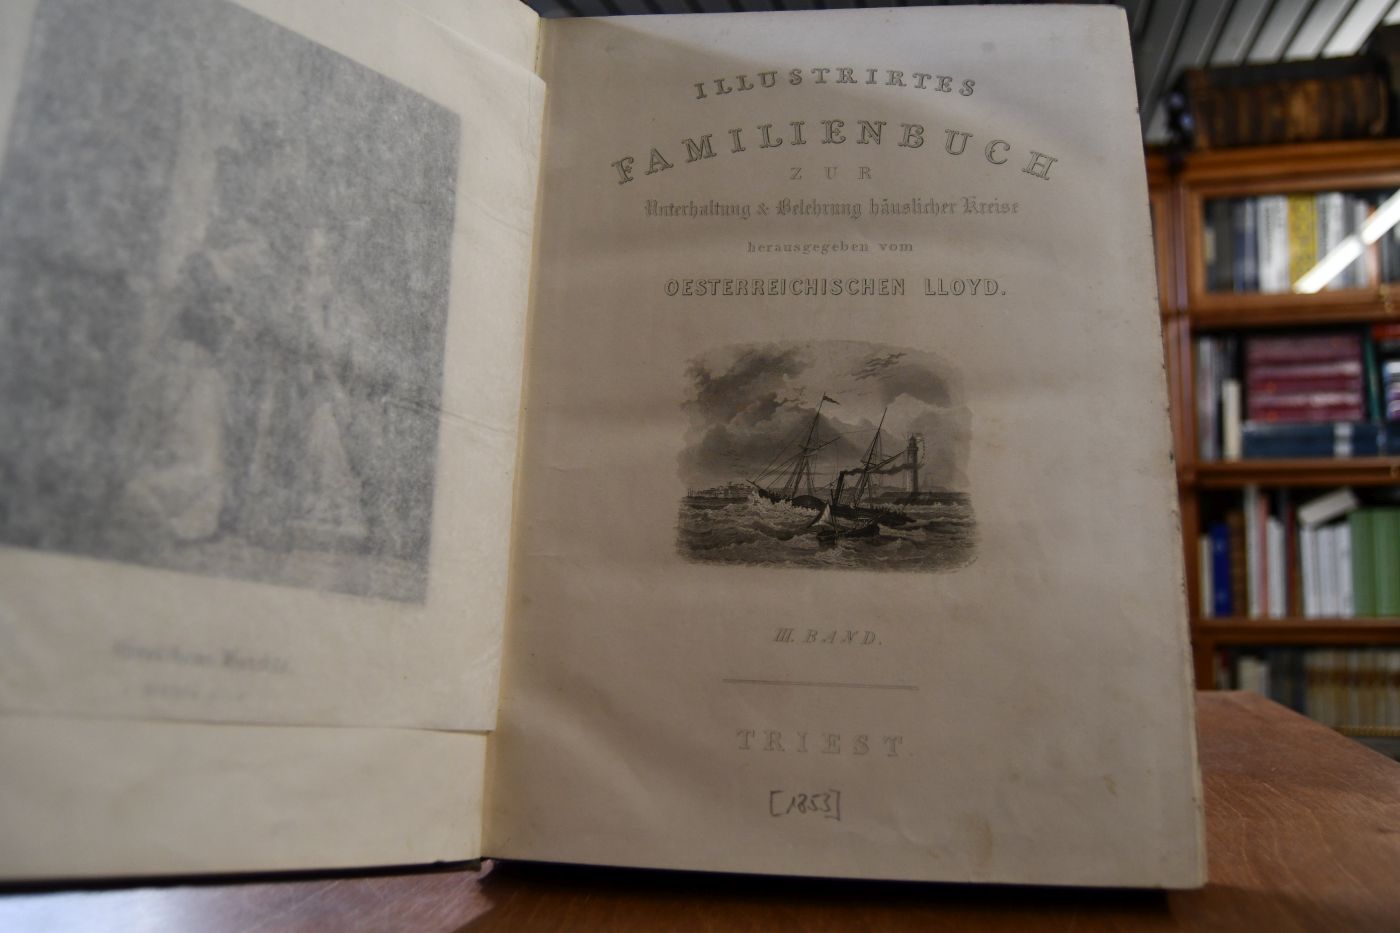 ILLUSTRIRTES
FAMILIENBUCH
ZUR
Unterhaltung & Belehrung häuslicher Kreise
herausgegeben vom
OESTERREICHISCHEN LLOYD.
III. BAND.
TRIEST.
[1853]